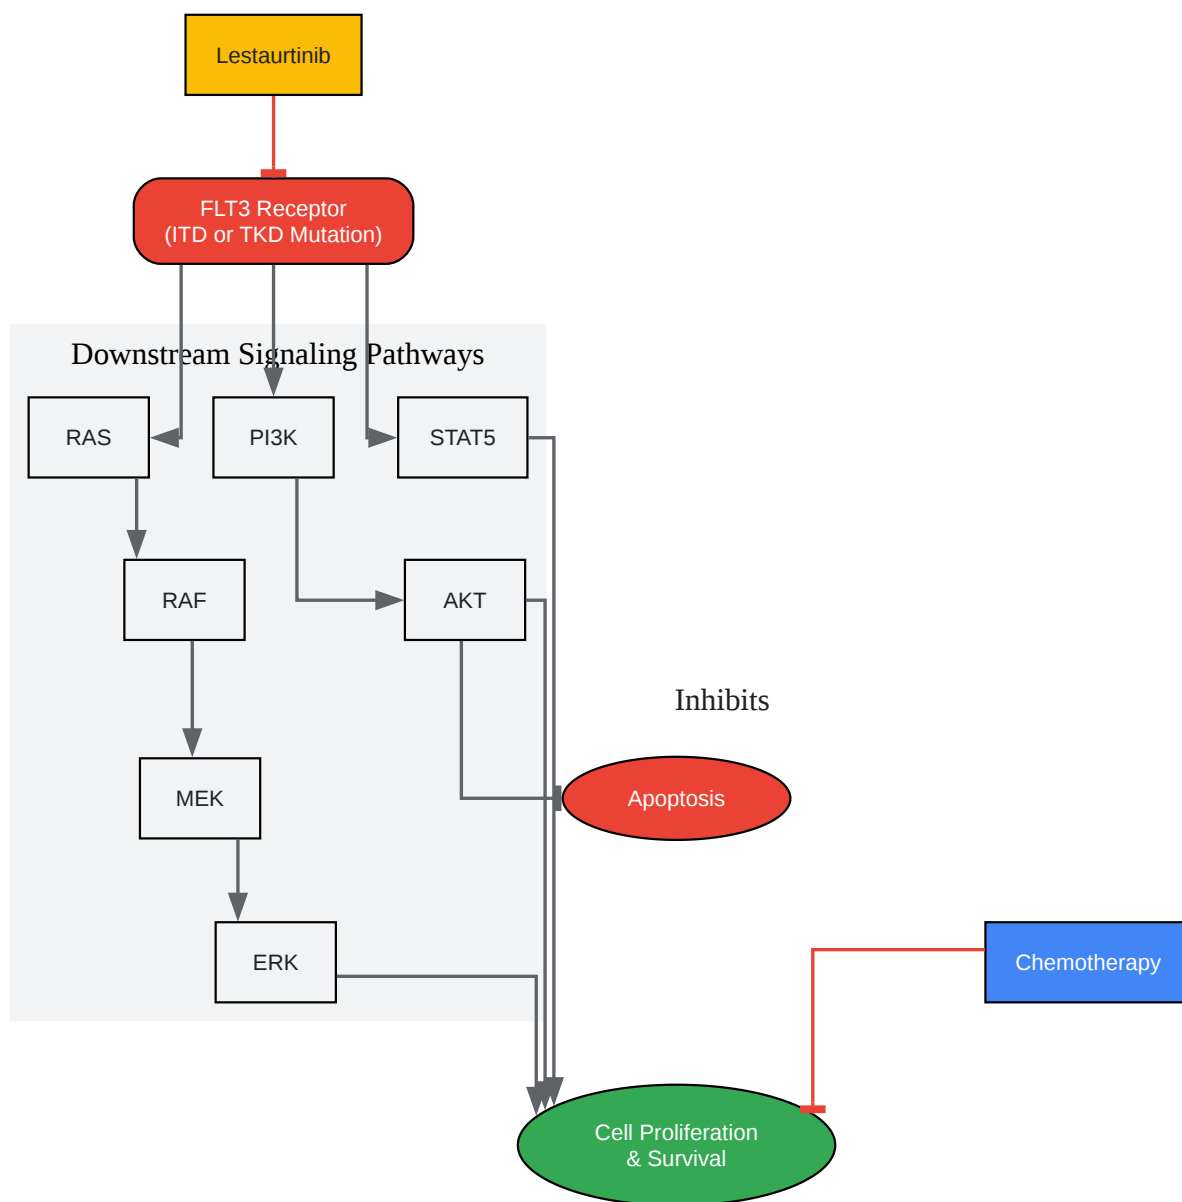 Lestaurtinib
FLT3 Receptor
(ITD or TKD Mutation)
Downstream Signaling Pathways
RAS
PI3K
STAT5
RAF
AKT
Inhibits
MEK
Apoptosis
ERK
Chemotherapy
Cell Proliferation
& Survival